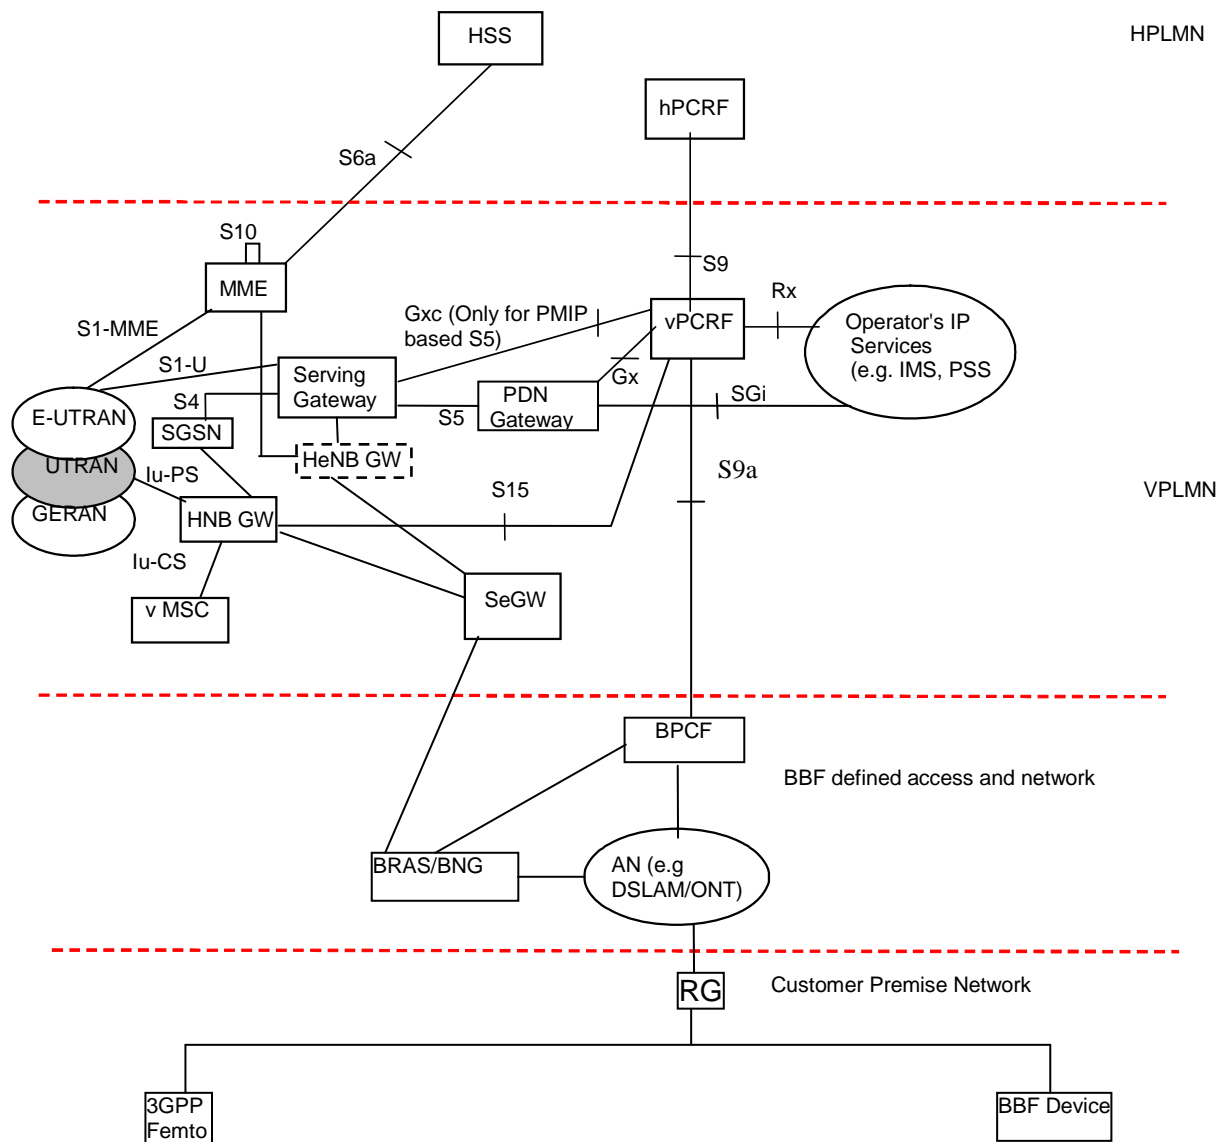 HSS
HPLMN
hPCRF
S6a
S10
S9
MME
Rx
Gxc (Only for PMIP
based S5)
vPCRF
Operator's IP
Services
(e.g. IMS, PSS
S1-MME
S1-U
Serving
Gateway
Gx
PDN
Gateway
S4
S5
SGi
E-UTRAN
SGSN
HeNB GW
UTRAN
Iu-PS
S9a
S15
VPLMN
GERAN
HNB GW
Iu-CS
v MSC
SeGW
BPCF
BBF defined access and network
BRAS/BNG
AN (e.g
DSLAM/ONT)
RG
Customer Premise Network
3GPP
Femto
BBF Device